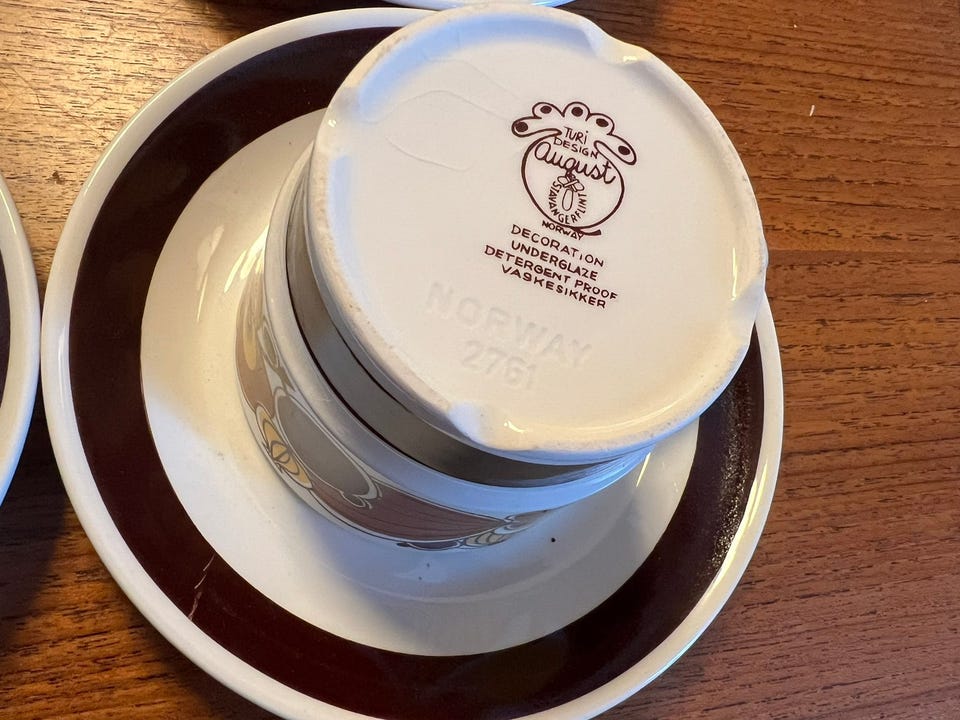 TURI
DESIGN
august
STAVANGERFLINT
NORWAY
DECORATION
UNDERGLAZE
DETERGENT PROOF
VASKESIKKER
NORWAY
2761